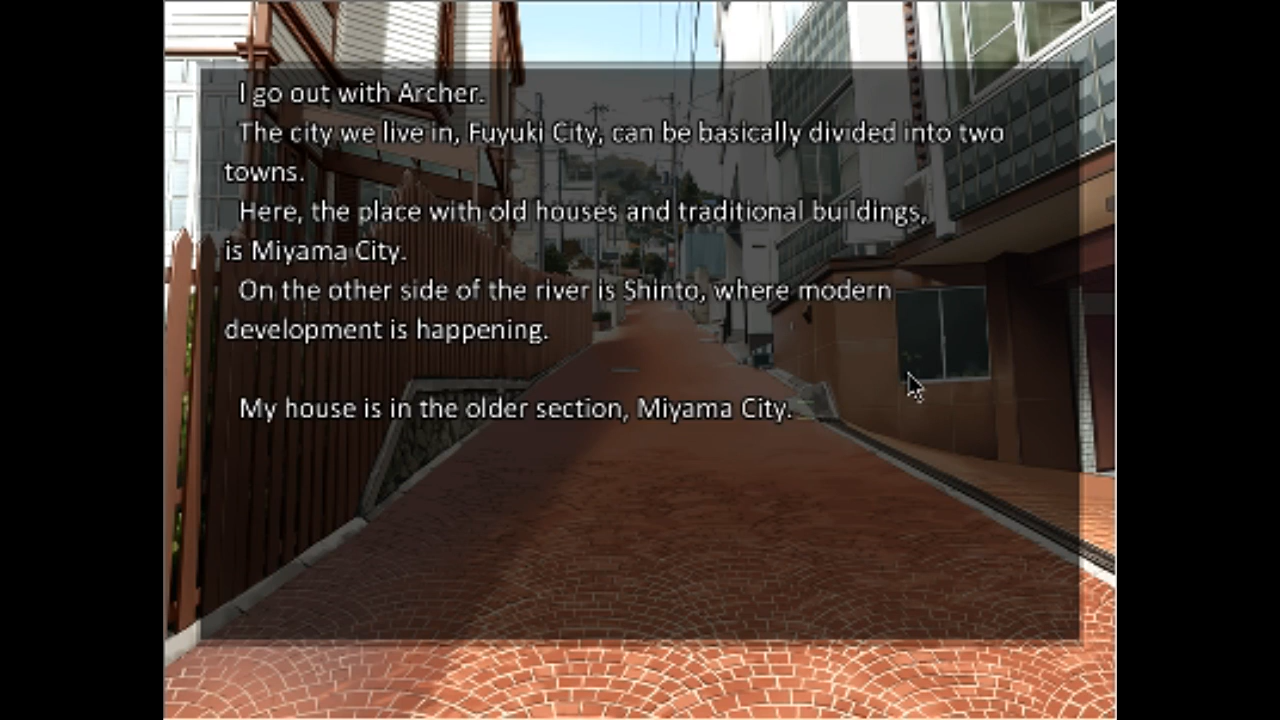 I go out with Archer.
The city we live in, Fuyuki City, can be basically divided into two
towns.
Here, the place with old houses and traditional buildings,
is Miyama City.
On the other side of the river is Shinto, where modern
development is happening.
My house is in the older section, Miyama City.